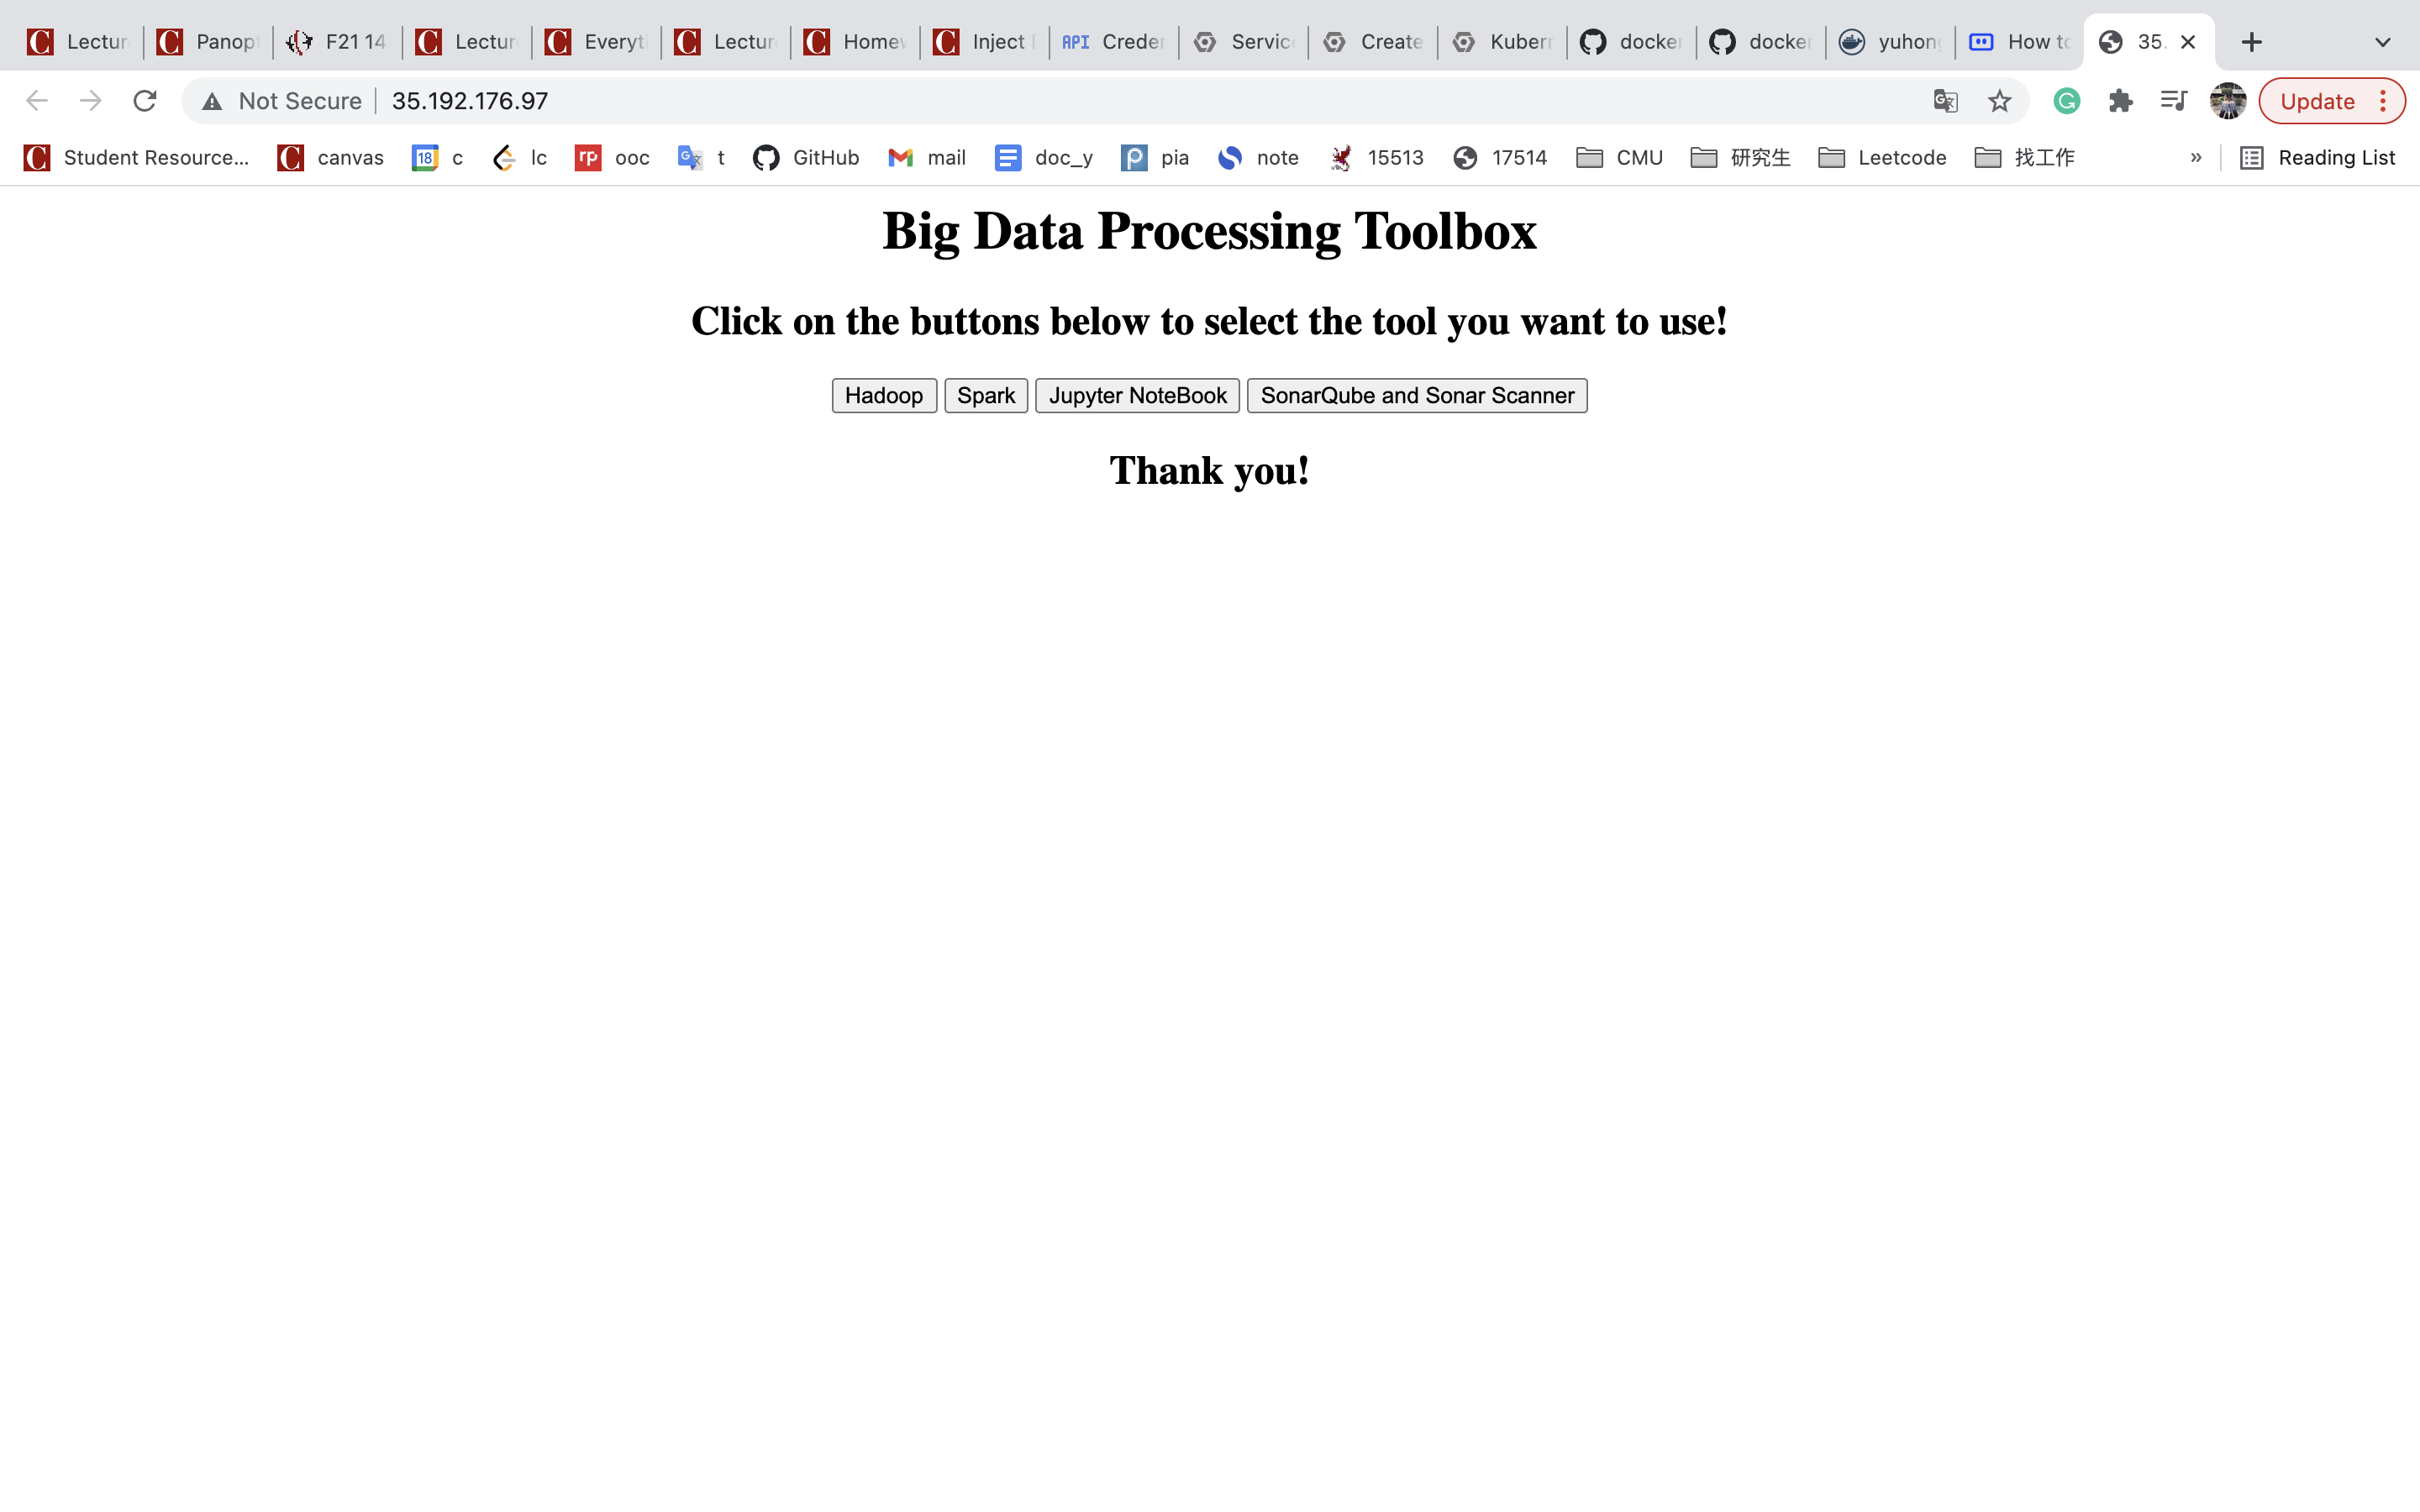 Lectur Panopt F21 14 Lectur Everyt Lectur Homew Inject API Creder Servic Create Kubern docker docker yuhong How to 35.
Not Secure 35.192.176.97 Update
C Student Resource... C canvas 18 c lc rp ooc t GitHub mail doc_y pia note 15513 17514 CMU 研究生 Leetcode 找工作 » Reading List
Big Data Processing Toolbox
Click on the buttons below to select the tool you want to use!
Hadoop Spark Jupyter NoteBook SonarQube and Sonar Scanner
Thank you!